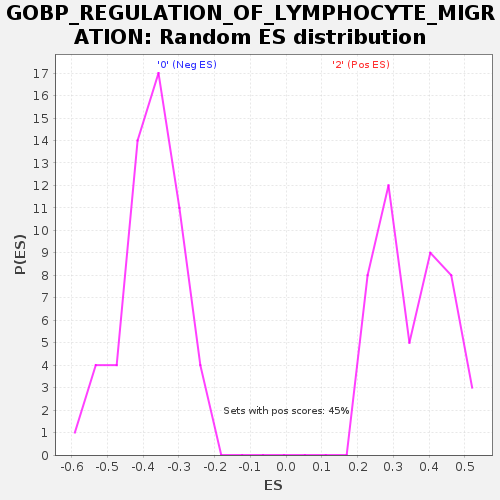 GOBP_REGULATION_OF_LYMPHOCYTE_MIGR
ATION: Random ES distribution
'0' (Neg ES)
'2' (Pos ES)
17
16
15
14
13
12
11
10
9
8
7
6
5
4
3
2
1
0
P(ES)
Sets with pos scores: 45%
-0.6 -0.5 -0.4 -0.3 -0.2 -0.1 0.0 0.1 0.2 0.3 0.4 0.5
ES